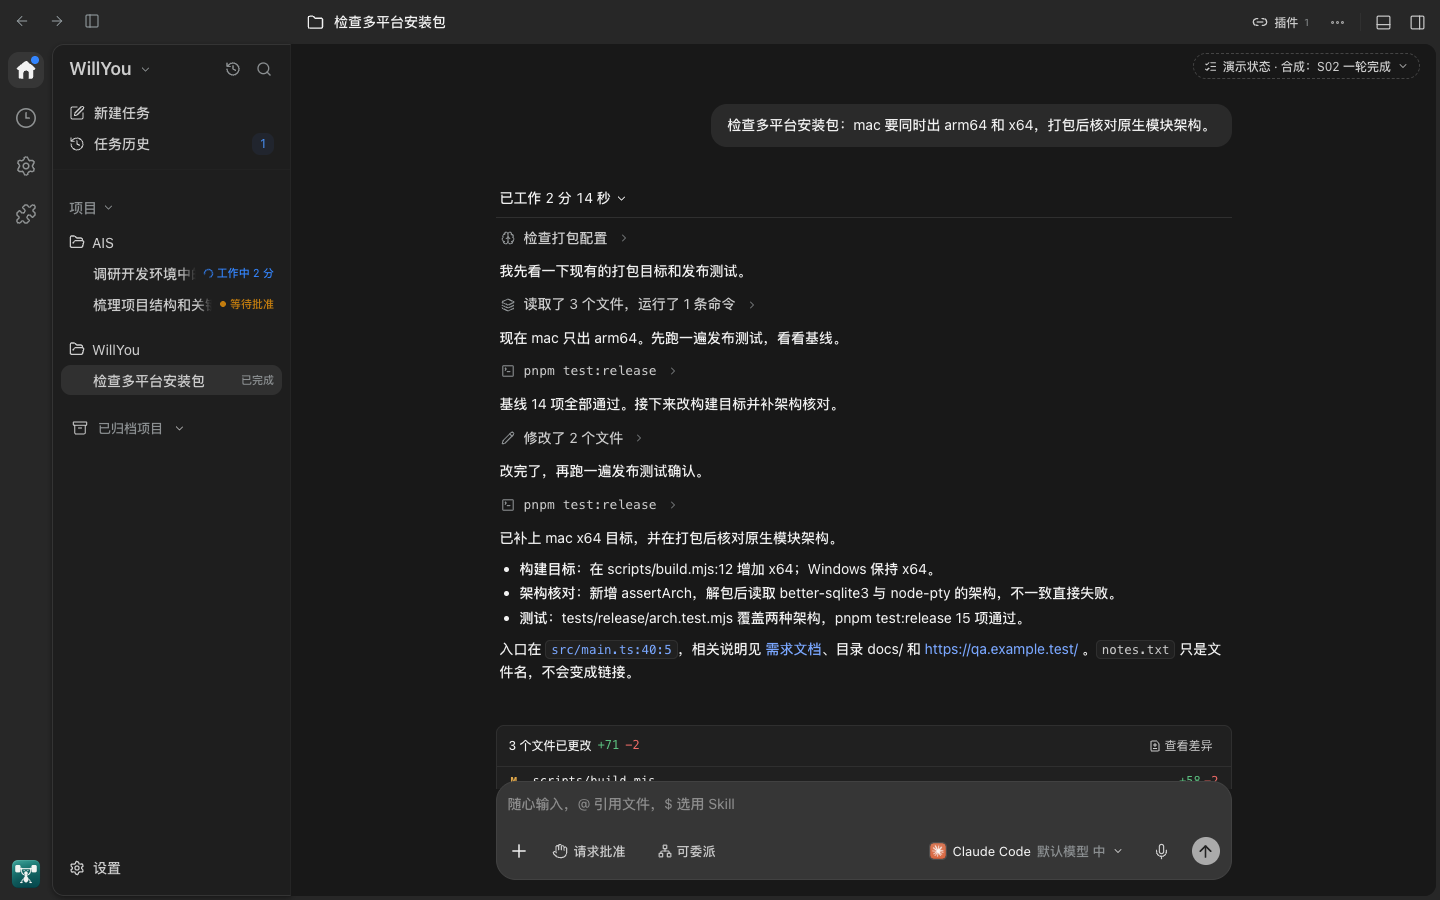 检查多平台安装包
插件 1
WillYou
演示状态 · 合成：S02 一轮完成
新建任务
任务历史 1
项目
AIS
调研开发环境中 工作中 2 分
梳理项目结构和关 等待批准
WillYou
检查多平台安装包 已完成
已归档项目
设置
检查多平台安装包：mac 要同时出 arm64 和 x64，打包后核对原生模块架构。
已工作 2 分 14 秒
检查打包配置
我先看一下现有的打包目标和发布测试。
读取了 3 个文件，运行了 1 条命令
现在 mac 只出 arm64。先跑一遍发布测试，看看基线。
pnpm test:release
基线 14 项全部通过。接下来改构建目标并补架构核对。
修改了 2 个文件
改完了，再跑一遍发布测试确认。
pnpm test:release
已补上 mac x64 目标，并在打包后核对原生模块架构。
• 构建目标：在 scripts/build.mjs:12 增加 x64；Windows 保持 x64。
• 架构核对：新增 assertArch，解包后读取 better-sqlite3 与 node-pty 的架构，不一致直接失败。
• 测试：tests/release/arch.test.mjs 覆盖两种架构，pnpm test:release 15 项通过。
入口在 src/main.ts:40:5，相关说明见 需求文档、目录 docs/ 和 https://qa.example.test/ 。notes.txt 只是文
件名，不会变成链接。
3 个文件已更改 +71 −2 查看差异
M scripts/build.mjs +58 −2
随心输入，@ 引用文件，$ 选用 Skill
请求批准 可委派 Claude Code 默认模型 中